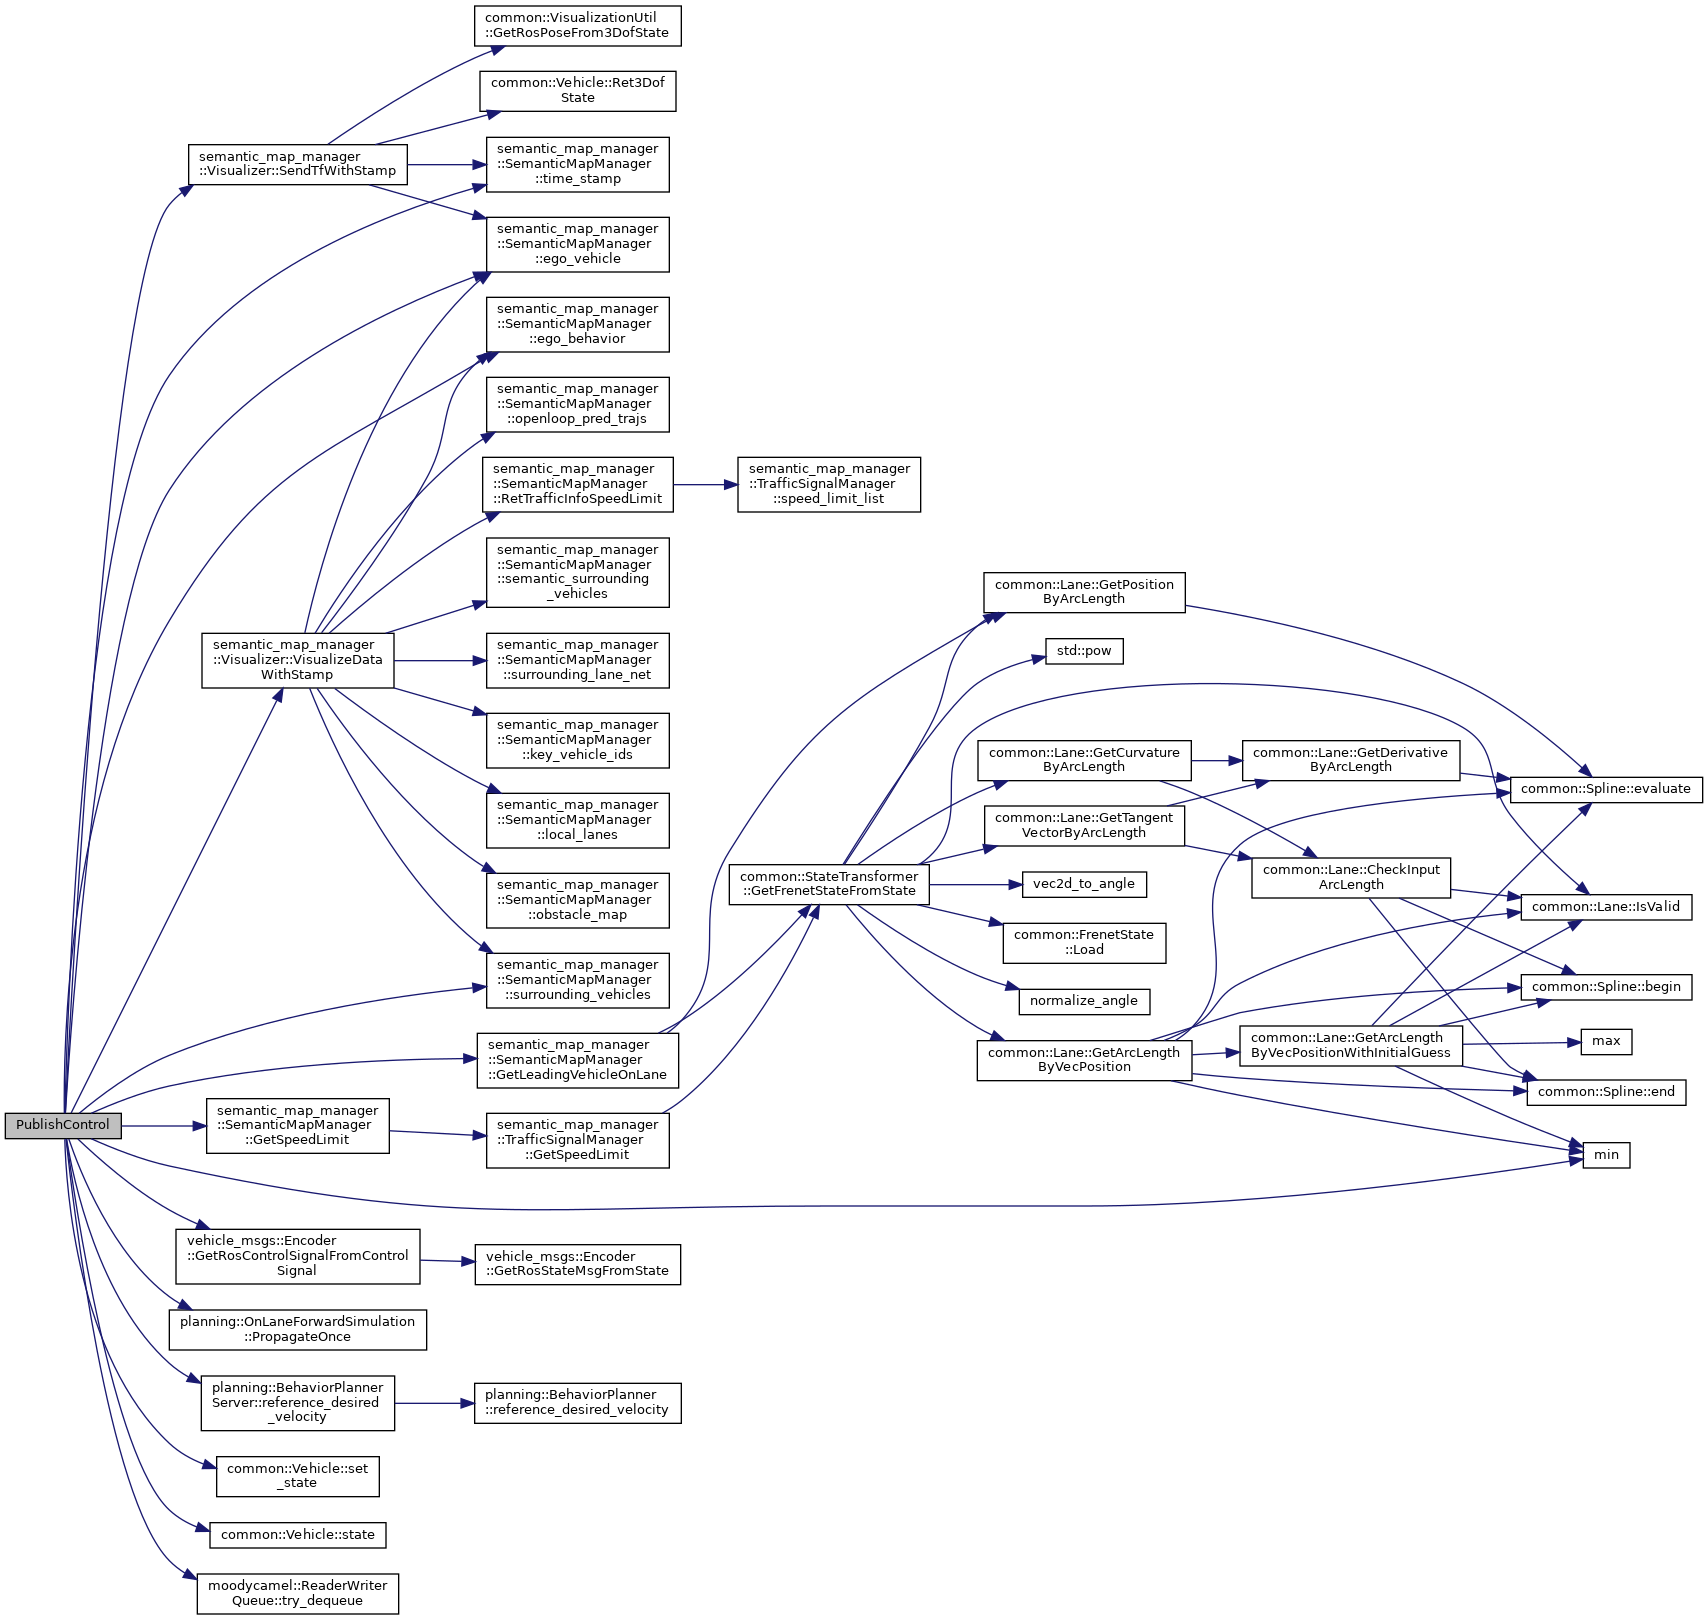 common::VisualizationUtil
::GetRosPoseFrom3DofState
common::Vehicle::Ret3Dof
State
semantic_map_manager
::Visualizer::SendTfWithStamp
semantic_map_manager
::SemanticMapManager
::time_stamp
semantic_map_manager
::SemanticMapManager
::ego_vehicle
semantic_map_manager
::SemanticMapManager
::ego_behavior
semantic_map_manager
::SemanticMapManager
::openloop_pred_trajs
semantic_map_manager
::SemanticMapManager
::RetTrafficInfoSpeedLimit
semantic_map_manager
::TrafficSignalManager
::speed_limit_list
semantic_map_manager
::SemanticMapManager
::semantic_surrounding
_vehicles
semantic_map_manager
::Visualizer::VisualizeData
WithStamp
semantic_map_manager
::SemanticMapManager
::surrounding_lane_net
semantic_map_manager
::SemanticMapManager
::key_vehicle_ids
semantic_map_manager
::SemanticMapManager
::local_lanes
semantic_map_manager
::SemanticMapManager
::obstacle_map
semantic_map_manager
::SemanticMapManager
::surrounding_vehicles
common::Lane::GetPosition
ByArcLength
std::pow
common::Lane::GetCurvature
ByArcLength
common::Lane::GetDerivative
ByArcLength
common::Spline::evaluate
common::Lane::GetTangent
VectorByArcLength
common::StateTransformer
::GetFrenetStateFromState
vec2d_to_angle
common::Lane::CheckInput
ArcLength
common::Lane::IsValid
common::FrenetState
::Load
normalize_angle
common::Spline::begin
common::Lane::GetArcLength
ByVecPosition
common::Lane::GetArcLength
ByVecPositionWithInitialGuess
max
common::Spline::end
min
semantic_map_manager
::SemanticMapManager
::GetLeadingVehicleOnLane
PublishControl
semantic_map_manager
::SemanticMapManager
::GetSpeedLimit
semantic_map_manager
::TrafficSignalManager
::GetSpeedLimit
vehicle_msgs::Encoder
::GetRosControlSignalFromControl
Signal
vehicle_msgs::Encoder
::GetRosStateMsgFromState
planning::OnLaneForwardSimulation
::PropagateOnce
planning::BehaviorPlanner
Server::reference_desired
_velocity
planning::BehaviorPlanner
::reference_desired_velocity
common::Vehicle::set
_state
common::Vehicle::state
moodycamel::ReaderWriter
Queue::try_dequeue